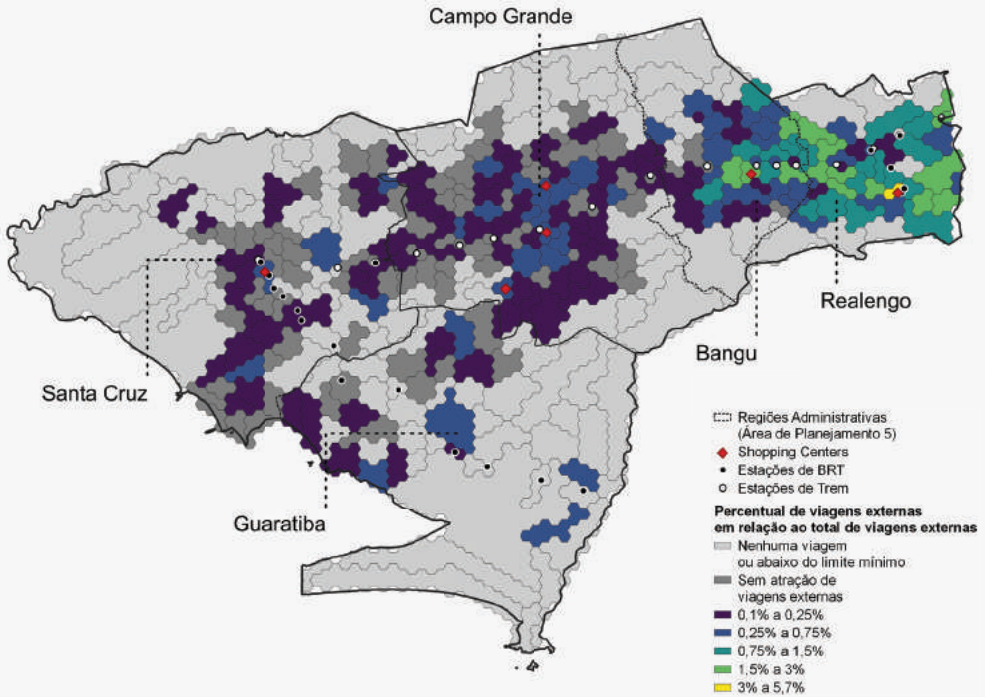 Campo Grande
Realengo
Bangu
Santa Cruz
Guaratiba
Regiões Administrativas
(Área de Planejamento 5)
Shopping Centers
Estações de BRT
Estações de Trem
Percentual de viagens externas
em relação ao total de viagens externas
Nenhuma viagem
ou abaixo do limite mínimo
Sem atração de
viagens externas
0,1% a 0,25%
0,25% a 0,75%
0,75% a 1,5%
1,5% a 3%
3% a 5,7%